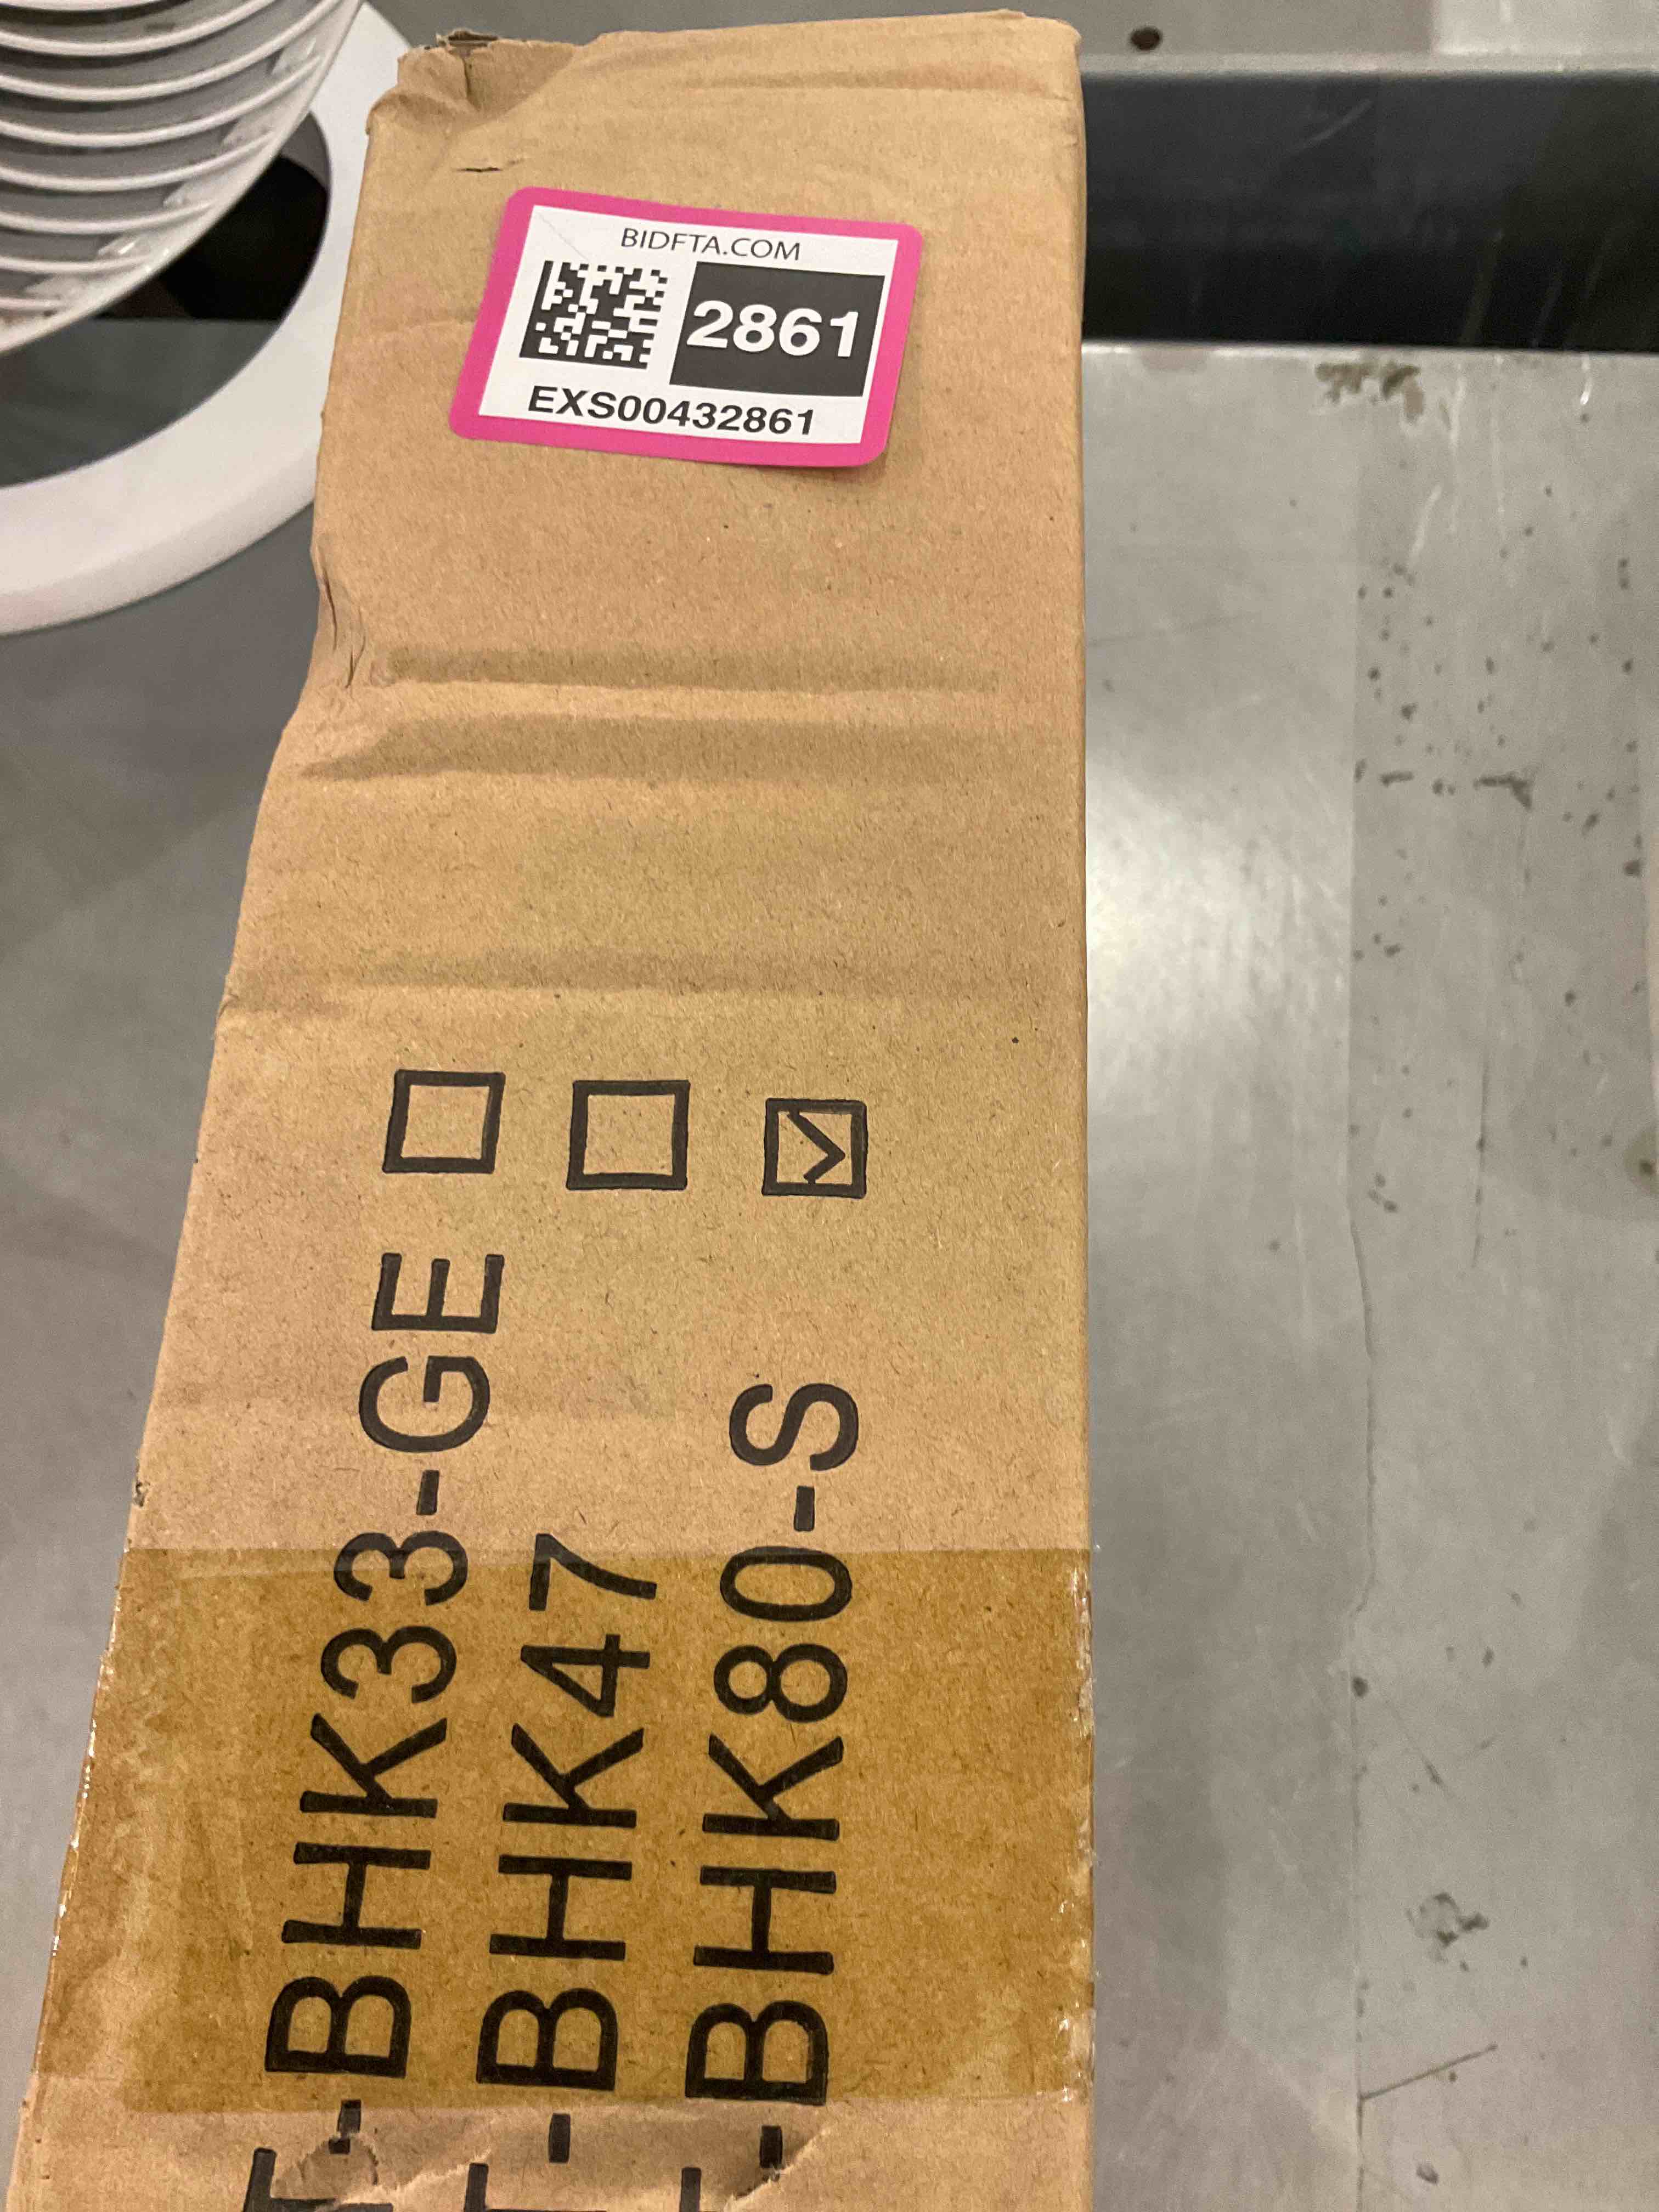 BIDFTA.COM
2861
EXS00432861
T-BHK33-GE
-BHK47
-BHK80-S